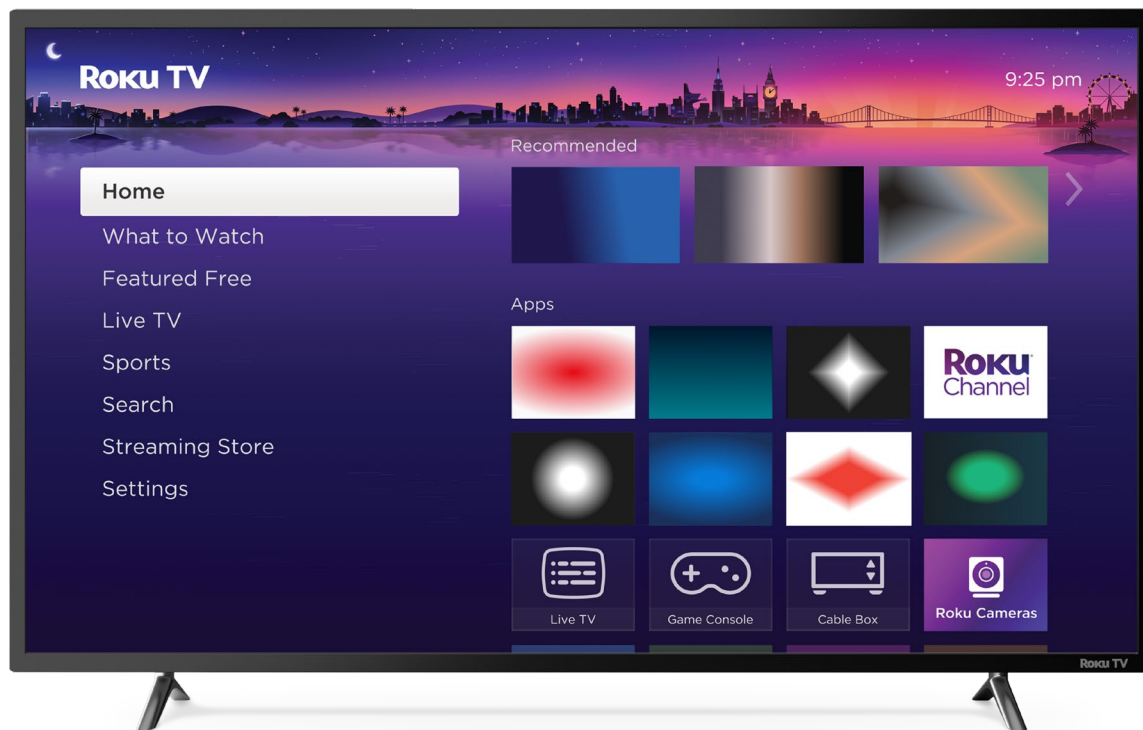 Roku TV
9:25 pm
Home
What to Watch
Featured Free
Live TV
Sports
Search
Streaming Store
Settings
Recommended
Apps
Roku
Channel
Live TV
Game Console
Cable Box
Roku Cameras
Roku TV